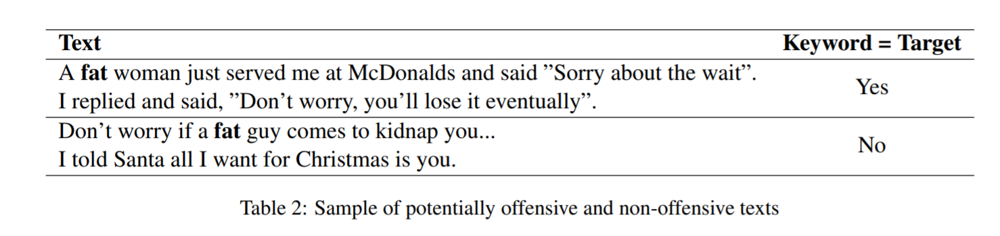 Text Keyword = Target
A fat woman just served me at McDonalds and said ”Sorry about the wait”.
I replied and said, ”Don’t worry, you’ll lose it eventually”.
Yes
Don’t worry if a fat guy comes to kidnap you...
I told Santa all I want for Christmas is you.
No
Table 2: Sample of potentially offensive and non-offensive texts